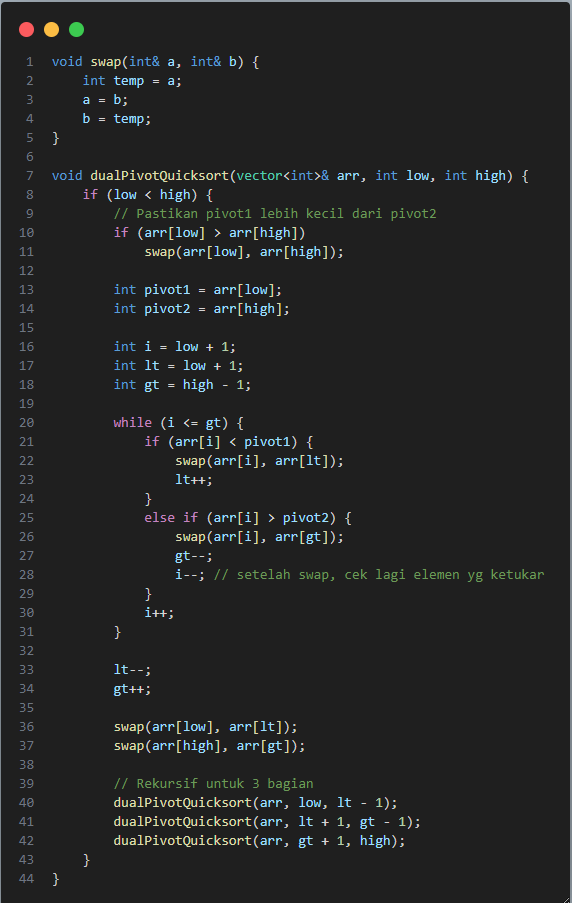 1 void swap(int& a, int& b) {
2     int temp = a;
3     a = b;
4     b = temp;
5 }
6
7 void dualPivotQuicksort(vector<int>& arr, int low, int high) {
8     if (low < high) {
9         // Pastikan pivot1 lebih kecil dari pivot2
10         if (arr[low] > arr[high])
11             swap(arr[low], arr[high]);
12
13         int pivot1 = arr[low];
14         int pivot2 = arr[high];
15
16         int i = low + 1;
17         int lt = low + 1;
18         int gt = high - 1;
19
20         while (i <= gt) {
21             if (arr[i] < pivot1) {
22                 swap(arr[i], arr[lt]);
23                 lt++;
24             }
25             else if (arr[i] > pivot2) {
26                 swap(arr[i], arr[gt]);
27                 gt--;
28                 i--; // setelah swap, cek lagi elemen yg ketukar
29             }
30             i++;
31         }
32
33         lt--;
34         gt++;
35
36         swap(arr[low], arr[lt]);
37         swap(arr[high], arr[gt]);
38
39         // Rekursif untuk 3 bagian
40         dualPivotQuicksort(arr, low, lt - 1);
41         dualPivotQuicksort(arr, lt + 1, gt - 1);
42         dualPivotQuicksort(arr, gt + 1, high);
43     }
44 }